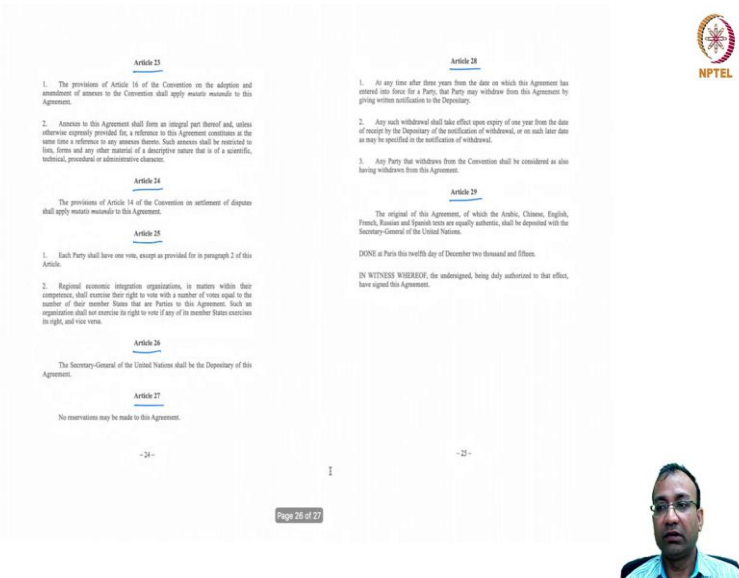 Article 23
1. The provisions of Article 16 of the Convention on the adoption and
amendment of annexes to the Convention shall apply mutatis mutandis to this
Agreement.
2. Annexes to this Agreement shall form an integral part thereof and, unless
otherwise expressly provided for, a reference to this Agreement constitutes at the
same time a reference to any annexes thereto. Such annexes shall be restricted to
lists, forms and any other material of a descriptive nature that is of a scientific,
technical, procedural or administrative character.
Article 24
The provisions of Article 14 of the Convention on settlement of disputes
shall apply mutatis mutandis to this Agreement.
Article 25
1. Each Party shall have one vote, except as provided for in paragraph 2 of this
Article.
2. Regional economic integration organizations, in matters within their
competence, shall exercise their right to vote with a number of votes equal to the
number of their member States that are Parties to this Agreement. Such an
organization shall not exercise its right to vote if any of its member States exercises
its right, and vice versa.
Article 26
The Secretary-General of the United Nations shall be the Depositary of this
Agreement.
Article 27
No reservations may be made to this Agreement.
- 24 -
Article 28
1. At any time after three years from the date on which this Agreement has
entered into force for a Party, that Party may withdraw from this Agreement by
giving written notification to the Depositary.
2. Any such withdrawal shall take effect upon expiry of one year from the date
of receipt by the Depositary of the notification of withdrawal, or on such later date
as may be specified in the notification of withdrawal.
3. Any Party that withdraws from the Convention shall be considered as also
having withdrawn from this Agreement.
Article 29
The original of this Agreement, of which the Arabic, Chinese, English,
French, Russian and Spanish texts are equally authentic, shall be deposited with the
Secretary-General of the United Nations.
DONE at Paris this twelfth day of December two thousand and fifteen.
IN WITNESS WHEREOF, the undersigned, being duly authorized to that effect,
have signed this Agreement.
- 25 -
Page 26 of 27
NPTEL